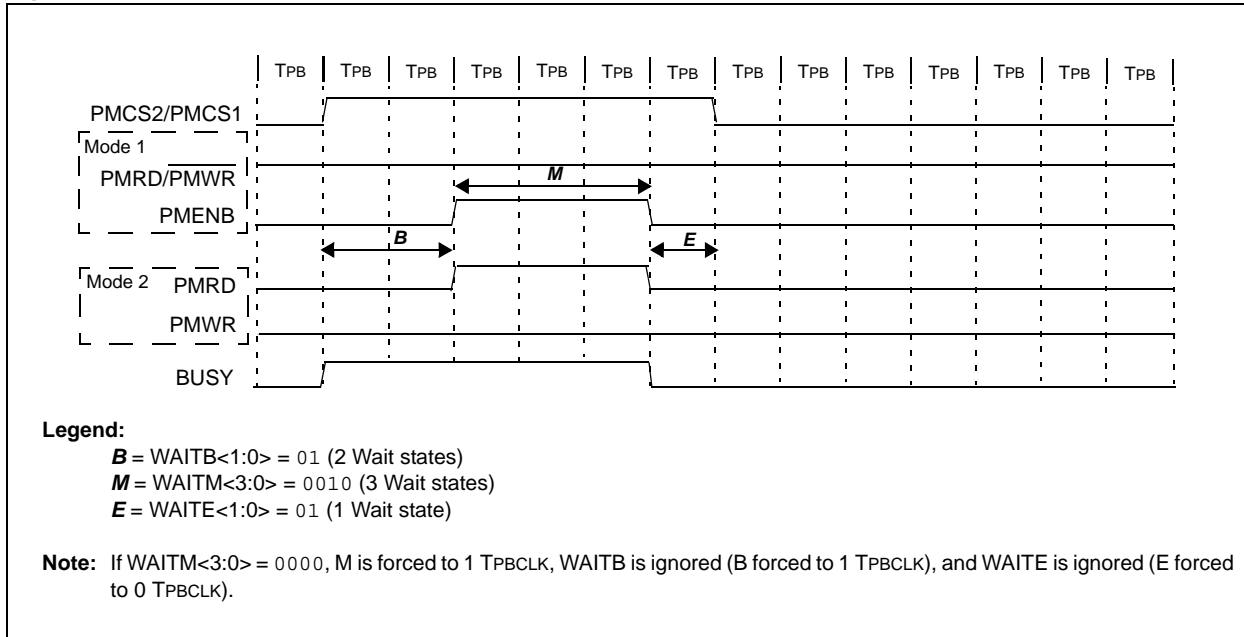 TPB TPB TPB TPB TPB TPB TPB TPB TPB TPB TPB TPB TPB TPB
PMCS2/PMCS1
Mode 1
PMRD/PMWR
M
PMENB
B
E
Mode 2
PMRD
PMWR
BUSY
Legend:
B = WAITB<1:0> = 01 (2 Wait states)
M = WAITM<3:0> = 0010 (3 Wait states)
E = WAITE<1:0> = 01 (1 Wait state)
Note: If WAITM<3:0> = 0000, M is forced to 1 TPBCLK, WAITB is ignored (B forced to 1 TPBCLK), and WAITE is ignored (E forced
to 0 TPBCLK).